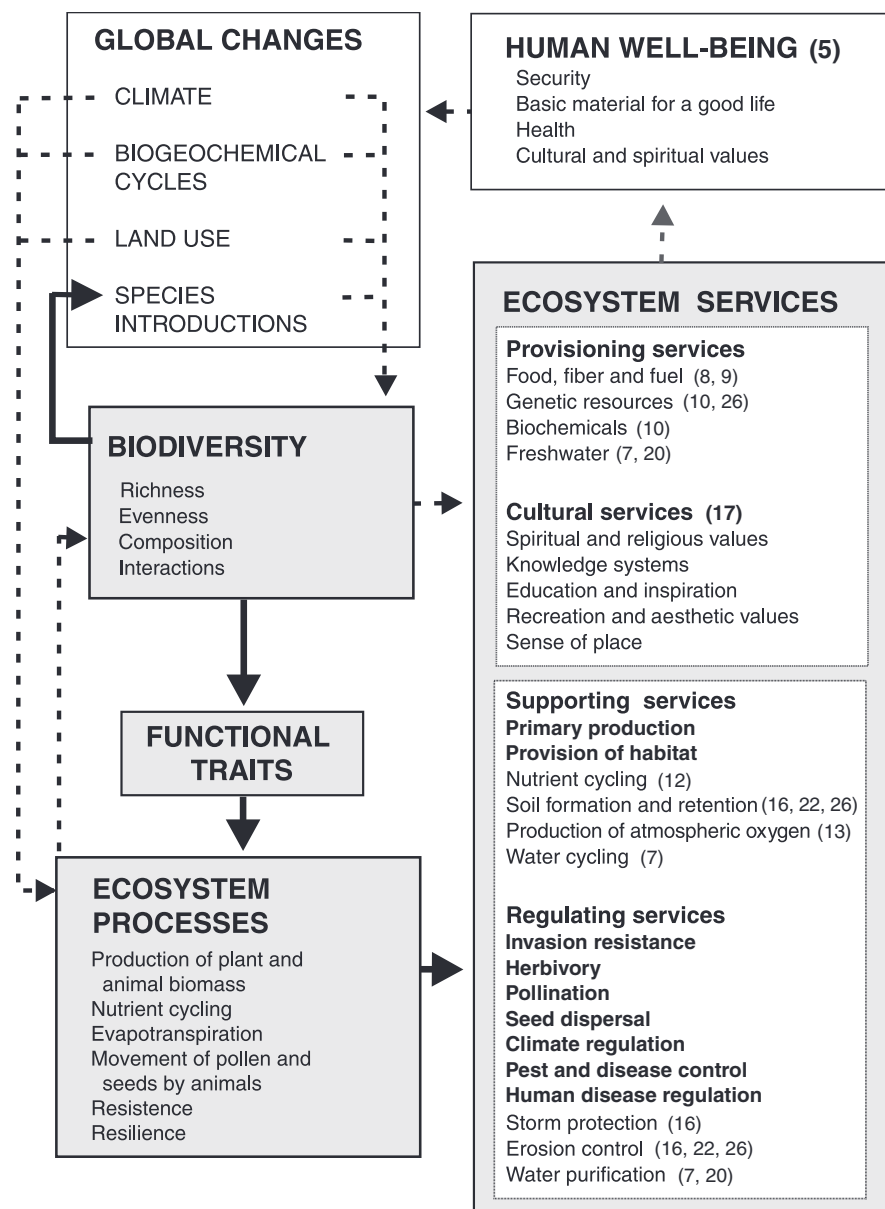 GLOBAL CHANGES
CLIMATE
BIOGEOCHEMICAL
CYCLES
LAND USE
SPECIES
INTRODUCTIONS
HUMAN WELL-BEING (5)
Security
Basic material for a good life
Health
Cultural and spiritual values
BIODIVERSITY
Richness
Evenness
Composition
Interactions
FUNCTIONAL
TRAITS
ECOSYSTEM
PROCESSES
Production of plant and
animal biomass
Nutrient cycling
Evapotranspiration
Movement of pollen and
seeds by animals
Resistence
Resilience
ECOSYSTEM SERVICES
Provisioning services
Food, fiber and fuel (8, 9)
Genetic resources (10, 26)
Biochemicals (10)
Freshwater (7, 20)
Cultural services (17)
Spiritual and religious values
Knowledge systems
Education and inspiration
Recreation and aesthetic values
Sense of place
Supporting services
Primary production
Provision of habitat
Nutrient cycling (12)
Soil formation and retention (16, 22, 26)
Production of atmospheric oxygen (13)
Water cycling (7)
Regulating services
Invasion resistance
Herbivory
Pollination
Seed dispersal
Climate regulation
Pest and disease control
Human disease regulation
Storm protection (16)
Erosion control (16, 22, 26)
Water purification (7, 20)